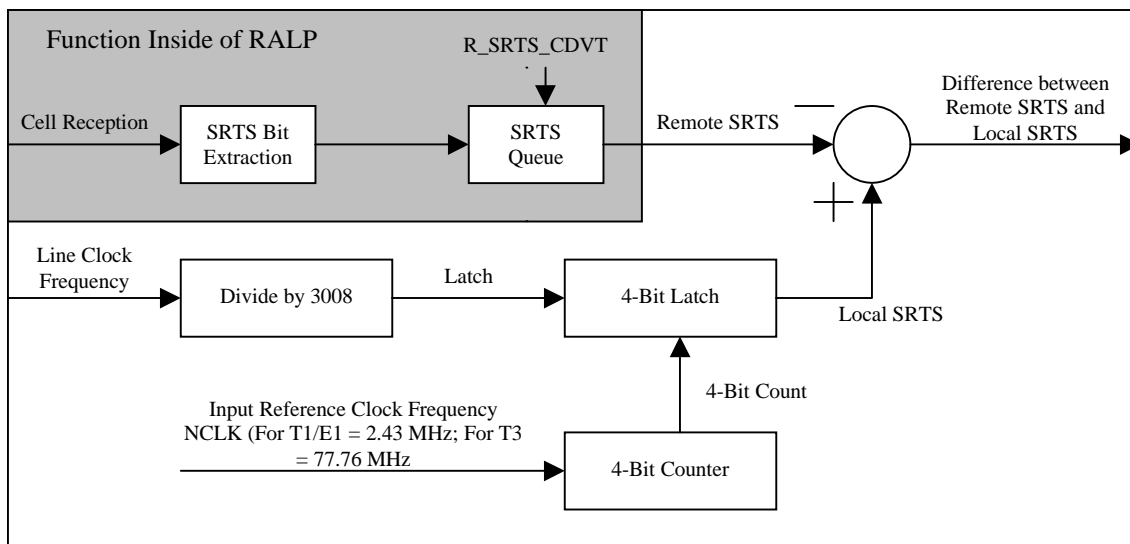 Function Inside of RALP
R_SRTS_CDVT
Cell Reception
SRTS Bit
Extraction
SRTS
Queue
Remote SRTS
Difference between
Remote SRTS and
Local SRTS
Line Clock
Frequency
Divide by 3008
Latch
4-Bit Latch
Local SRTS
4-Bit Count
Input Reference Clock Frequency
NCLK (For T1/E1 = 2.43 MHz; For T3
= 77.76 MHz
4-Bit Counter